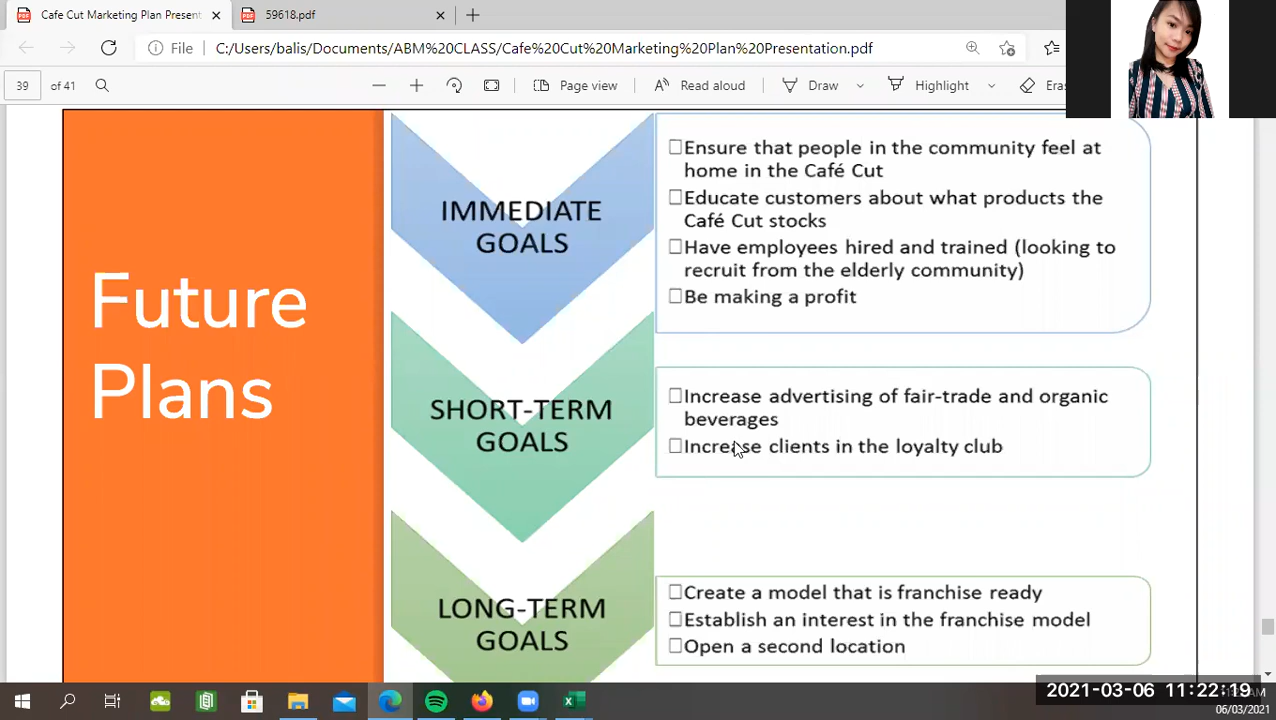 Cafe Cut Marketing Plan Present
59618.pdf
File
C:/Users/balis/Documents/ABM%20CLASS/Cafe%20Cut%20Marketing%20Plan%20Presentation.pdf
39 of 41
Page view
Read aloud
Draw
Highlight
Eras
Future
Plans
IMMEDIATE
GOALS
Ensure that people in the community feel at
home in the Café Cut
Educate customers about what products the
Café Cut stocks
Have employees hired and trained (looking to
recruit from the elderly community)
Be making a profit
SHORT-TERM
GOALS
Increase advertising of fair-trade and organic
beverages
Increase clients in the loyalty club
LONG-TERM
GOALS
Create a model that is franchise ready
Establish an interest in the franchise model
Open a second location
2021-03-06 11:22:19
06/03/2021